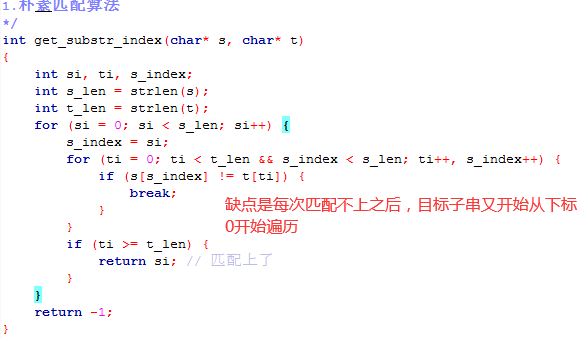 1.朴素匹配算法
*/
int get_substr_index(char* s, char* t)
{
    int si, ti, s_index;
    int s_len = strlen(s);
    int t_len = strlen(t);
    for (si = 0; si < s_len; si++) {
        s_index = si;
        for (ti = 0; ti < t_len && s_index < s_len; ti++, s_index++) {
            if (s[s_index] != t[ti]) {
                break;
            }
缺点是每次匹配不上之后，目标子串又开始从下标
0开始遍历
        }
        if (ti >= t_len) {
            return si; // 匹配上了
        }
    }
    return -1;
}